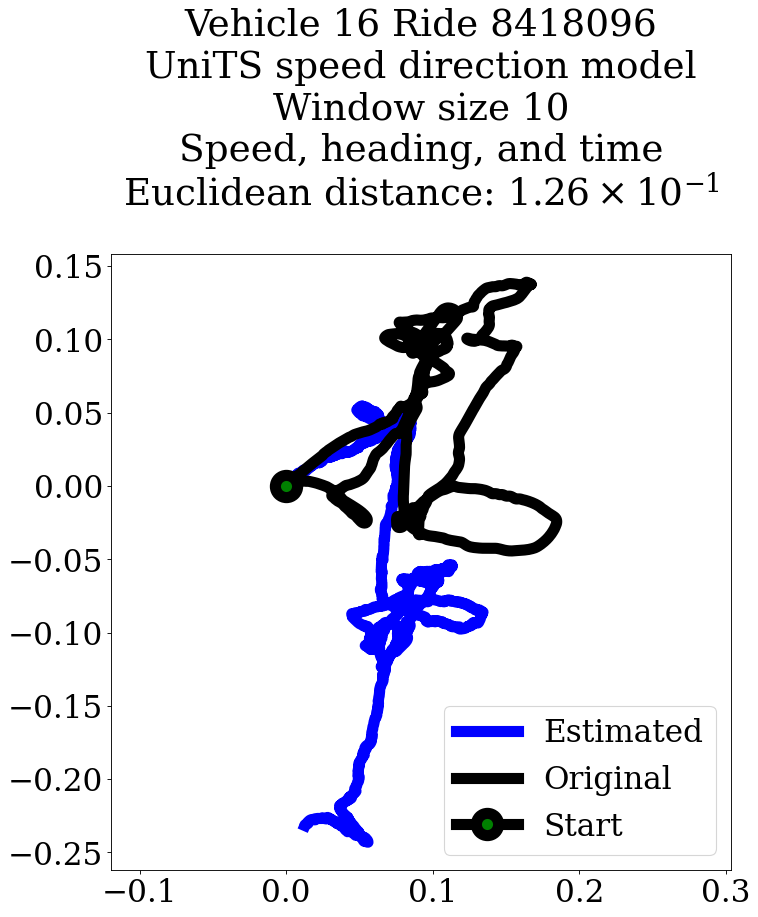 Vehicle 16 Ride 8418096
UniTS speed direction model
Window size 10
Speed, heading, and time
Euclidean distance: 1.26 × 10⁻¹
0.15
0.10
0.05
0.00
−0.05
−0.10
−0.15
−0.20
−0.25
Estimated
Original
Start
−0.1 0.0 0.1 0.2 0.3